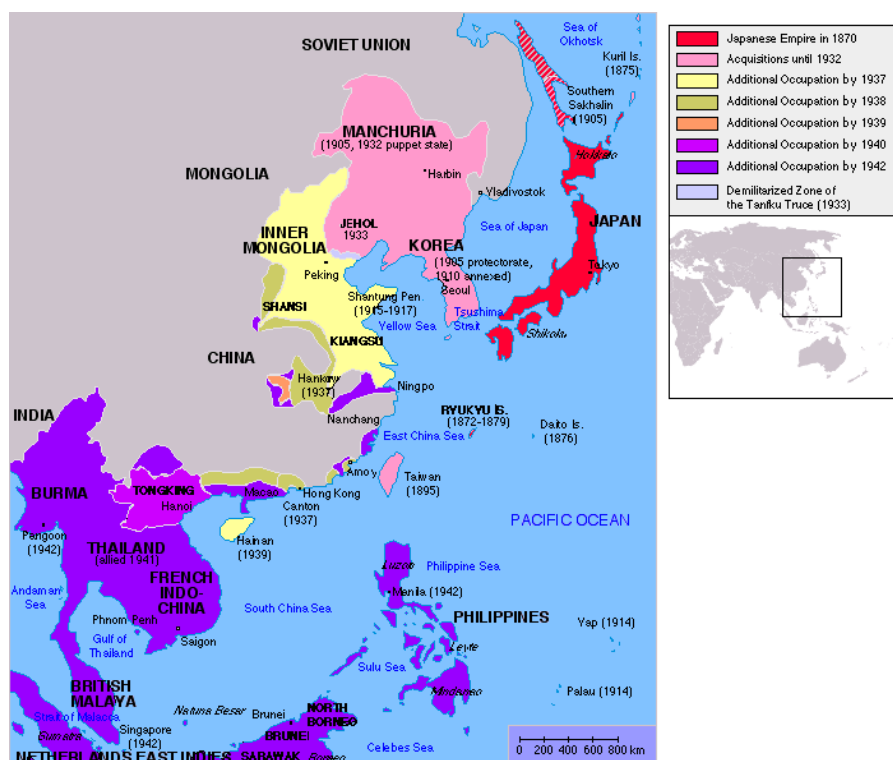 SOVIET UNION
Sea of
Okhotsk
Kuril Is.
(1875)
Southern
Sakhalin
(1905)
MANCHURIA
(1905, 1932 puppet state)
Harbin
Hokkaido
MONGOLIA
Vladivostok
Sea of Japan
JAPAN
JEHOL
1933
INNER
MONGOLIA
KOREA
(1905 protectorate,
1910 annexed)
Peking
Seoul
Tokyo
Shantung Pen.
(1915-1917)
SHANSI
Tsushima
Strait
Yellow Sea
Shikoku
KIANGSU
CHINA
Hankow
(1937)
Ningpo
Nanchang
INDIA
RYUKYU IS.
(1872-1879)
Daito Is.
(1876)
East China Sea
Amoy
Taiwan
(1895)
BURMA
TONGKING
Hanoi
Macao
Hong Kong
Canton
(1937)
PACIFIC OCEAN
Rangoon
(1942)
Hainan
(1939)
THAILAND
(allied 1941)
FRENCH
INDO-
CHINA
Luzon
Philippine Sea
Andaman
Sea
Manila (1942)
South China Sea
PHILIPPINES
Phnom Penh
Yap (1914)
Gulf of
Thailand
Saigon
Leyte
Sulu Sea
BRITISH
MALAYA
Mindanao
Palau (1914)
Natuna Besar
Brunei
NORTH
BORNEO
Strait of Malacca
Singapore
(1942)
BRUNEI
Sumatra
Celebes Sea
NETHERLANDS EAST INDIES
SARAWAK
Borneo
0 200 400 600 800 km
Japanese Empire in 1870
Acquisitions until 1932
Additional Occupation by 1937
Additional Occupation by 1938
Additional Occupation by 1939
Additional Occupation by 1940
Additional Occupation by 1942
Demilitarized Zone of
the Tanfku Truce (1933)